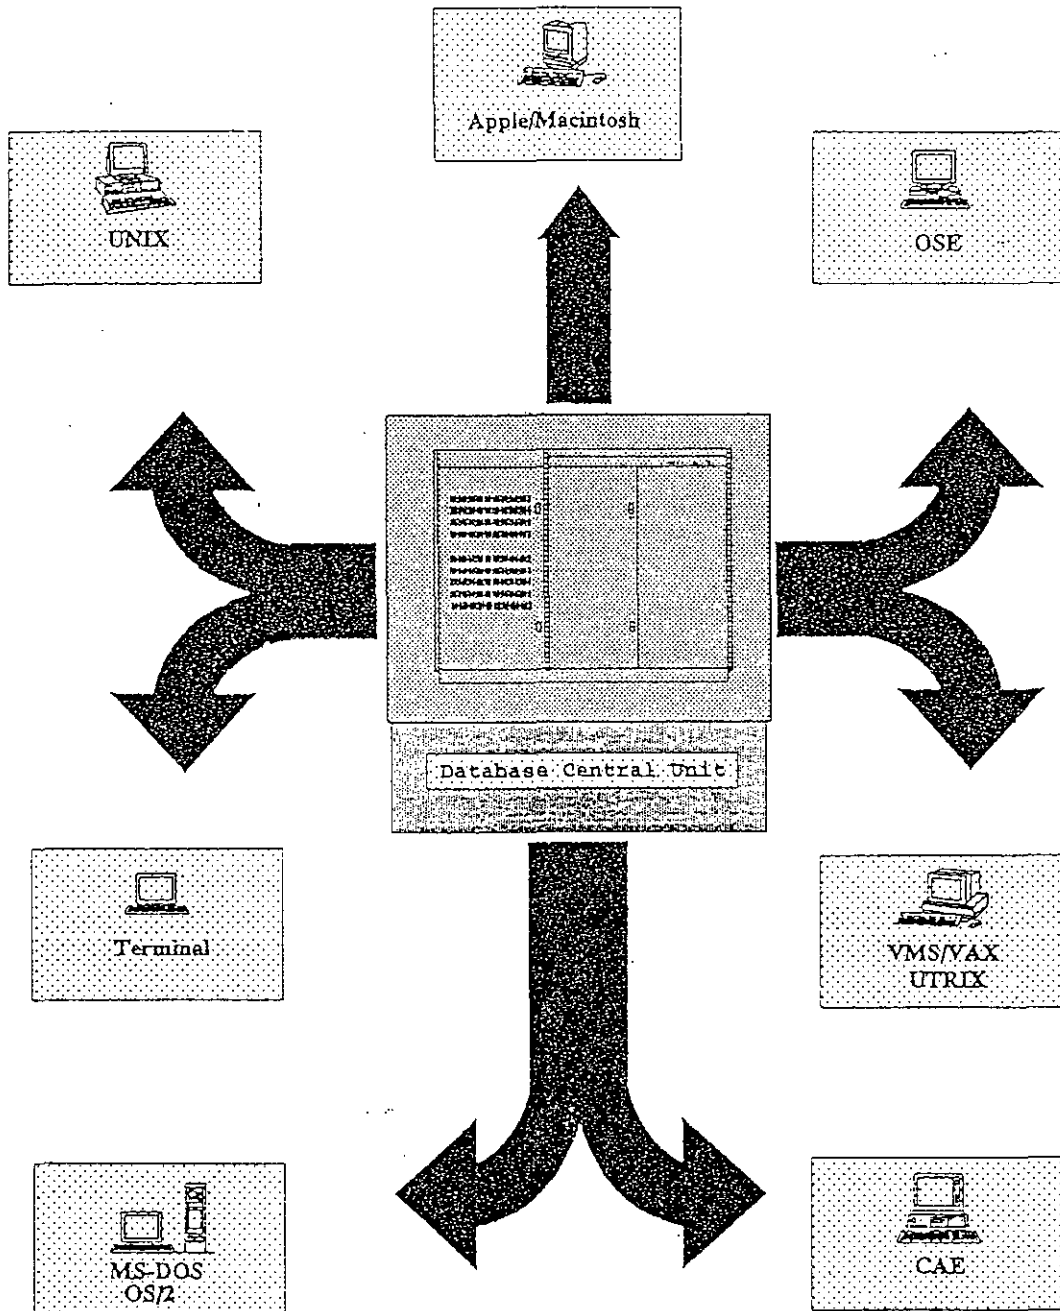 Apple/Macintosh
UNIX
OSE
Database Central Unit
Terminal
VMS/VAX
UTRIX
MS-DOS
OS/2
CAE